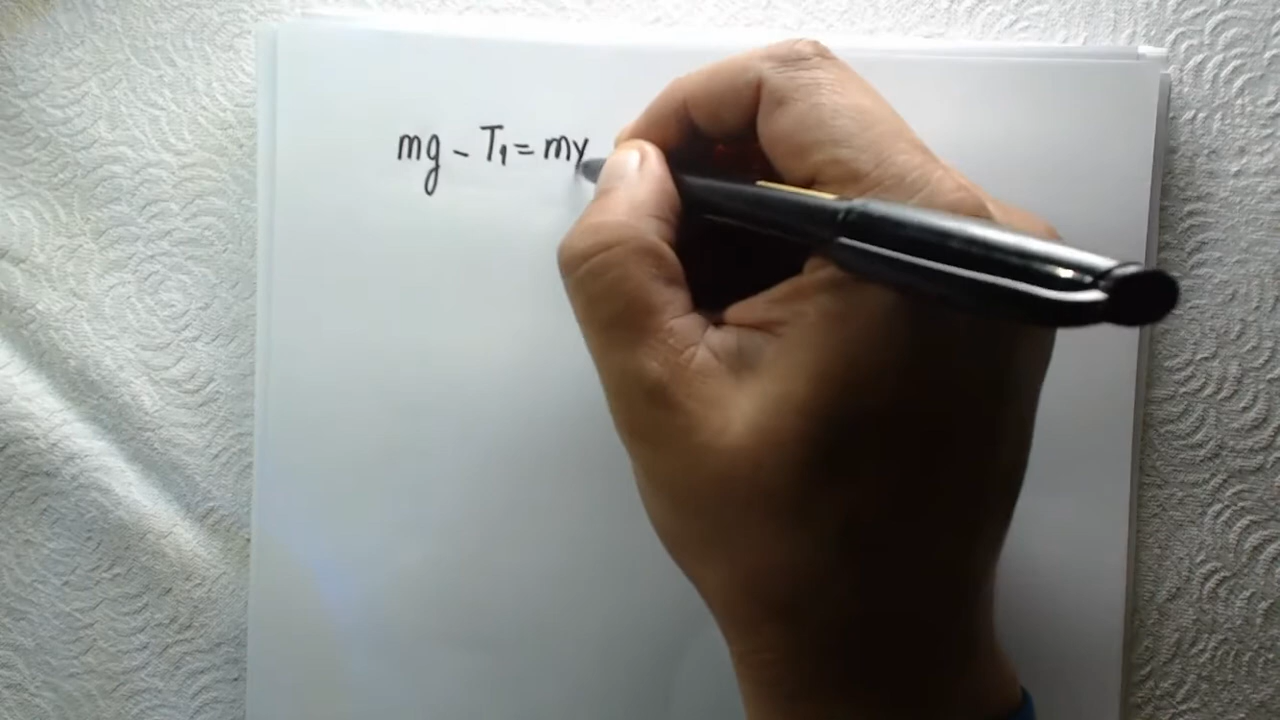 mg - T₁ = my